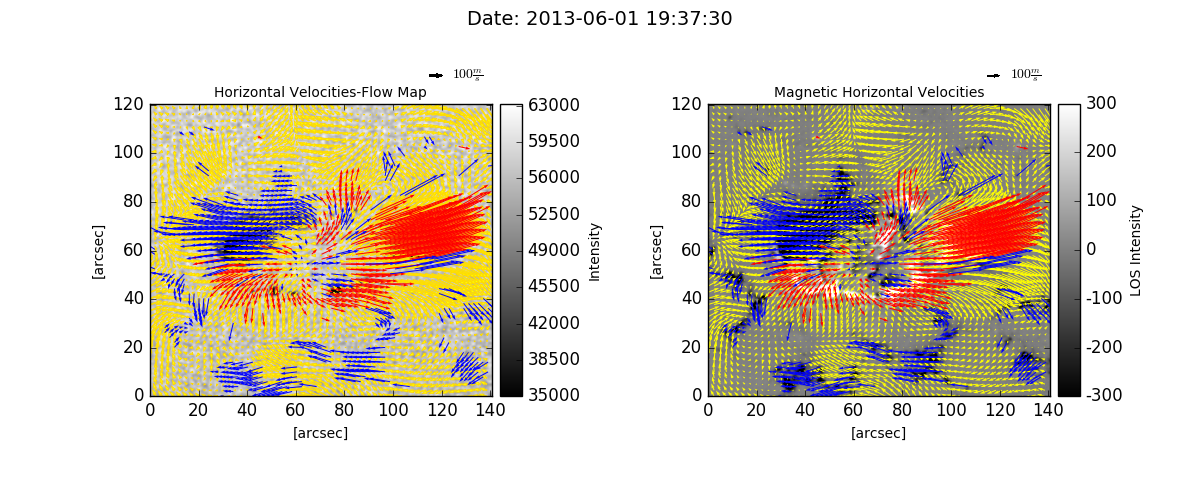 Date: 2013-06-01 19:37:30
100 m/s
Horizontal Velocities-Flow Map
120
100
80
60
40
20
0
0 20 40 60 80 100 120 140
[arcsec]
[arcsec]
63000
59500
56000
52500
49000
45500
42000
38500
35000
Intensity
100 m/s
Magnetic Horizontal Velocities
120
100
80
60
40
20
0
0 20 40 60 80 100 120 140
[arcsec]
[arcsec]
300
200
100
0
-100
-200
-300
LOS Intensity